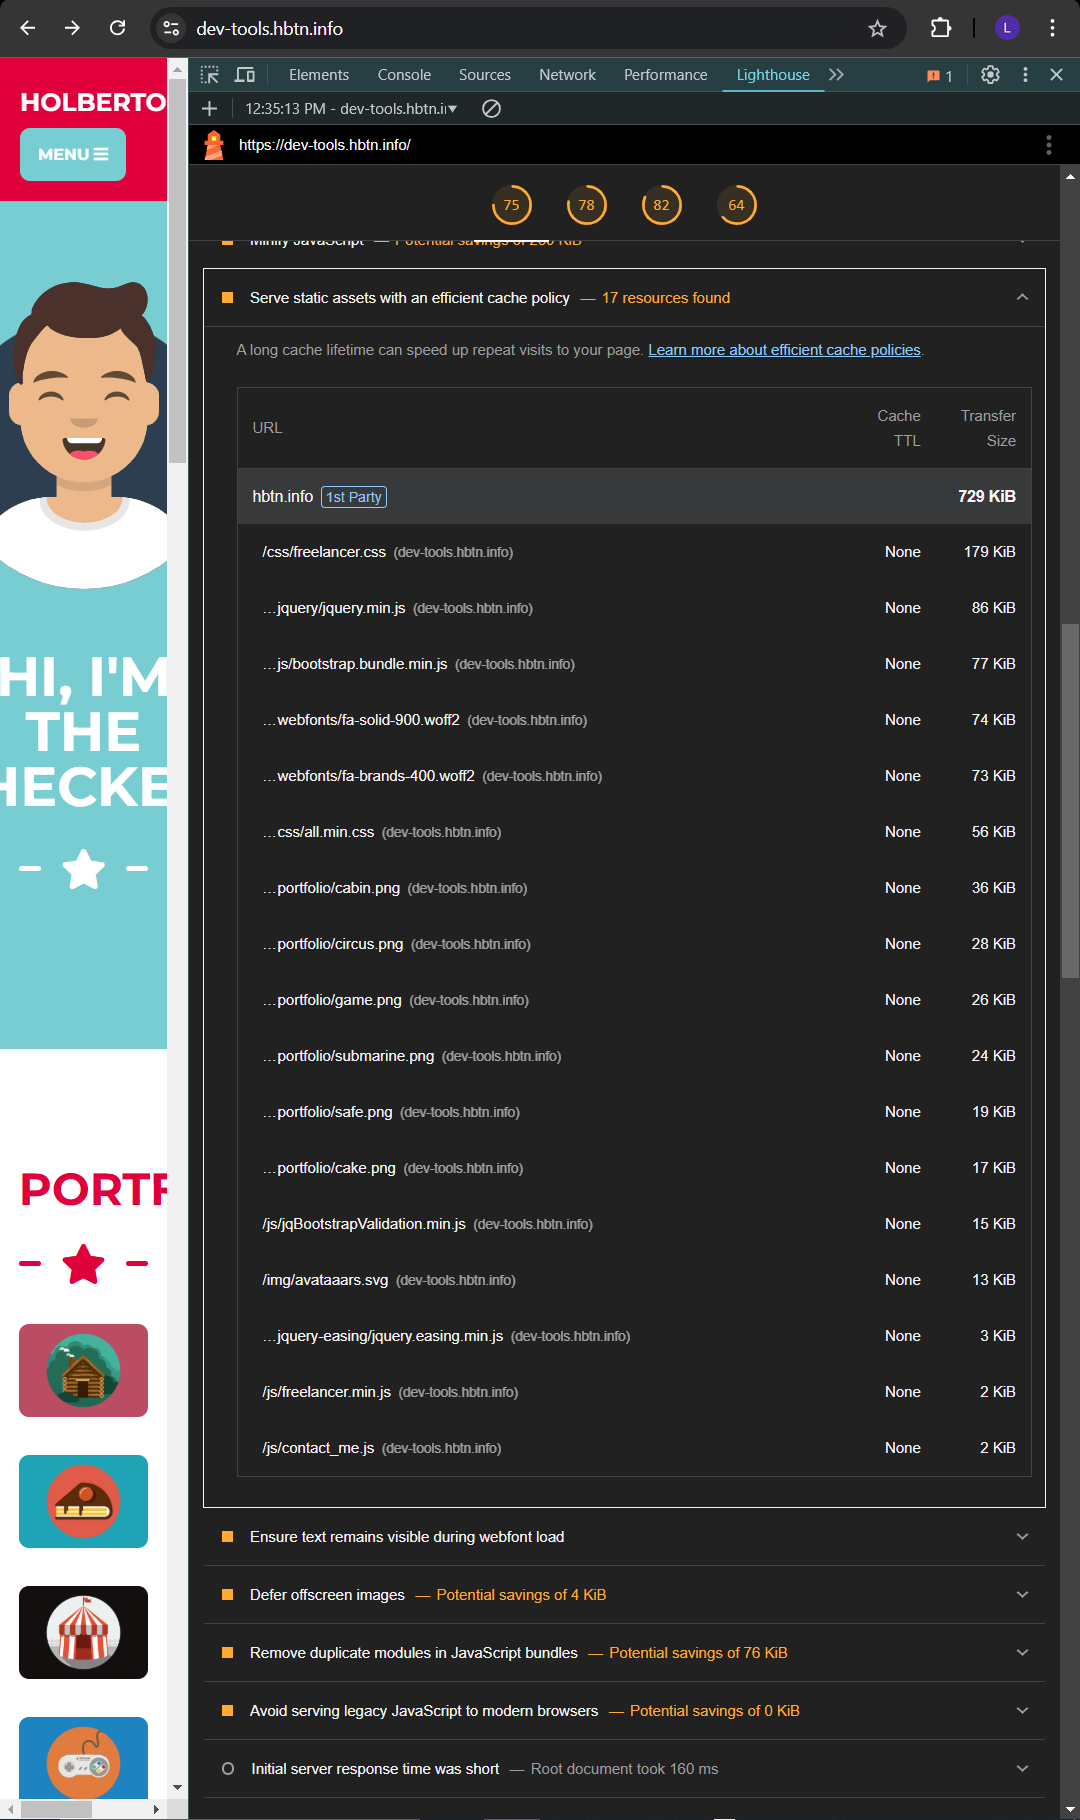 dev-tools.hbtn.info
L
Elements Console Sources Network Performance Lighthouse 1
12:35:13 PM - dev-tools.hbtn.i
https://dev-tools.hbtn.info/
75 78 82 64
Minify JavaScript — Potential savings of KiB
Serve static assets with an efficient cache policy — 17 resources found
A long cache lifetime can speed up repeat visits to your page. Learn more about efficient cache policies.
URL Cache TTL Transfer Size
hbtn.info 1st Party 729 KiB
/css/freelancer.css (dev-tools.hbtn.info) None 179 KiB
…jquery/jquery.min.js (dev-tools.hbtn.info) None 86 KiB
…js/bootstrap.bundle.min.js (dev-tools.hbtn.info) None 77 KiB
…webfonts/fa-solid-900.woff2 (dev-tools.hbtn.info) None 74 KiB
…webfonts/fa-brands-400.woff2 (dev-tools.hbtn.info) None 73 KiB
…css/all.min.css (dev-tools.hbtn.info) None 56 KiB
…portfolio/cabin.png (dev-tools.hbtn.info) None 36 KiB
…portfolio/circus.png (dev-tools.hbtn.info) None 28 KiB
…portfolio/game.png (dev-tools.hbtn.info) None 26 KiB
…portfolio/submarine.png (dev-tools.hbtn.info) None 24 KiB
…portfolio/safe.png (dev-tools.hbtn.info) None 19 KiB
…portfolio/cake.png (dev-tools.hbtn.info) None 17 KiB
/js/jqBootstrapValidation.min.js (dev-tools.hbtn.info) None 15 KiB
/img/avataaars.svg (dev-tools.hbtn.info) None 13 KiB
…jquery-easing/jquery.easing.min.js (dev-tools.hbtn.info) None 3 KiB
/js/freelancer.min.js (dev-tools.hbtn.info) None 2 KiB
/js/contact_me.js (dev-tools.hbtn.info) None 2 KiB
Ensure text remains visible during webfont load
Defer offscreen images — Potential savings of 4 KiB
Remove duplicate modules in JavaScript bundles — Potential savings of 76 KiB
Avoid serving legacy JavaScript to modern browsers — Potential savings of 0 KiB
Initial server response time was short — Root document took 160 ms
HOLBERTO
MENU
HI, I'M
THE
HECKE
PORTF